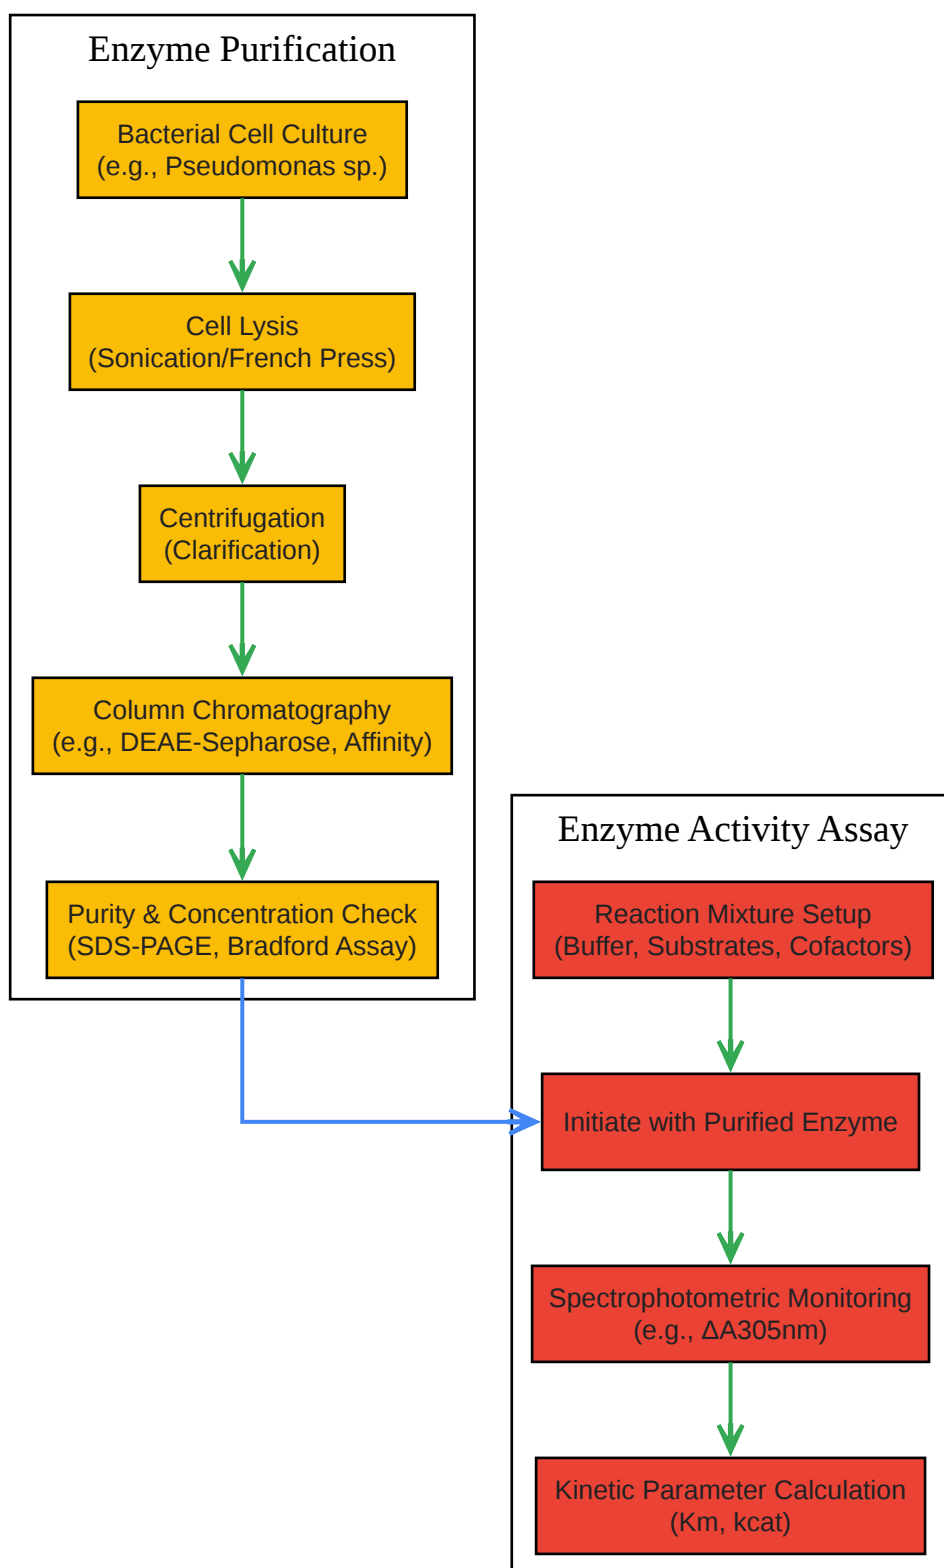 Enzyme Purification
Bacterial Cell Culture
(e.g., Pseudomonas sp.)
Cell Lysis
(Sonication/French Press)
Centrifugation
(Clarification)
Column Chromatography
(e.g., DEAE-Sepharose, Affinity)
Purity & Concentration Check
(SDS-PAGE, Bradford Assay)
Enzyme Activity Assay
Reaction Mixture Setup
(Buffer, Substrates, Cofactors)
Initiate with Purified Enzyme
Spectrophotometric Monitoring
(e.g., ΔA305nm)
Kinetic Parameter Calculation
(Km, kcat)